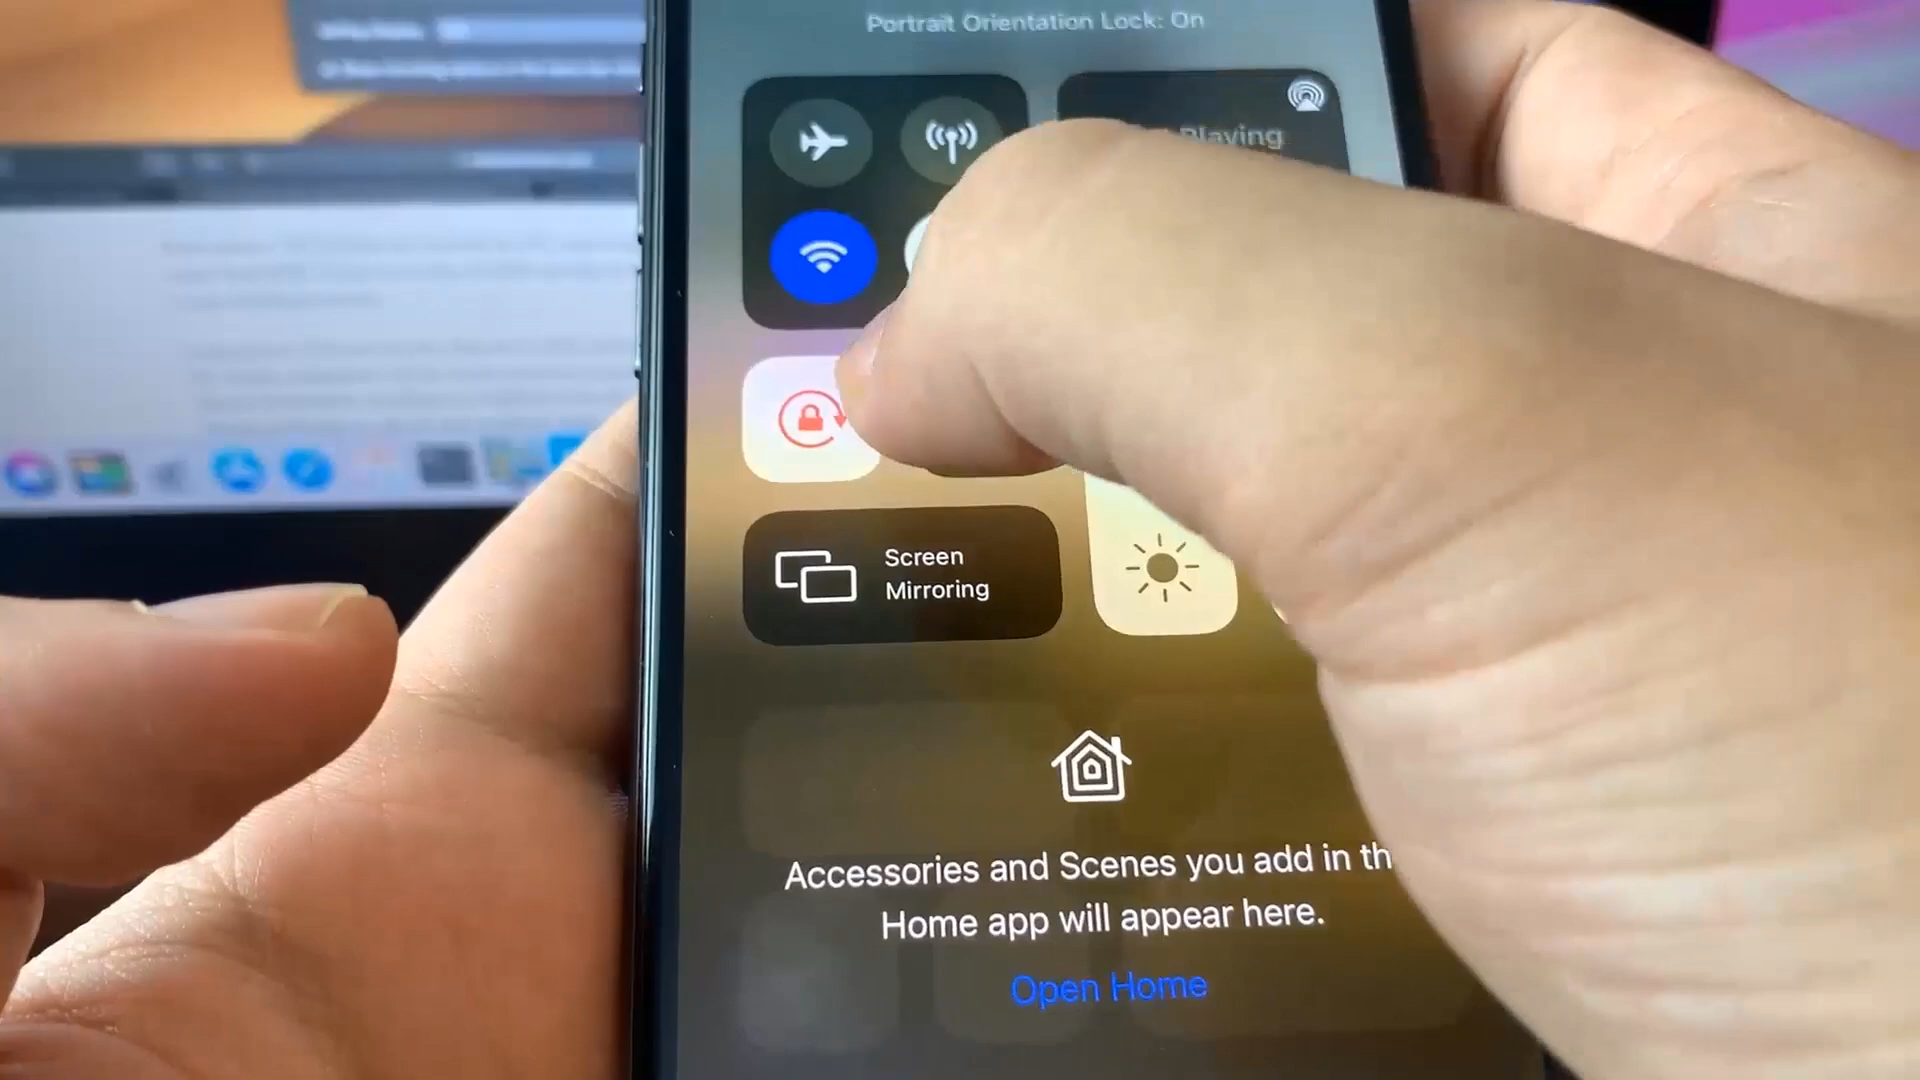 Portrait Orientation Lock: On
Playing
Screen
Mirroring
Accessories and Scenes you add in th
Home app will appear here.
Open Home